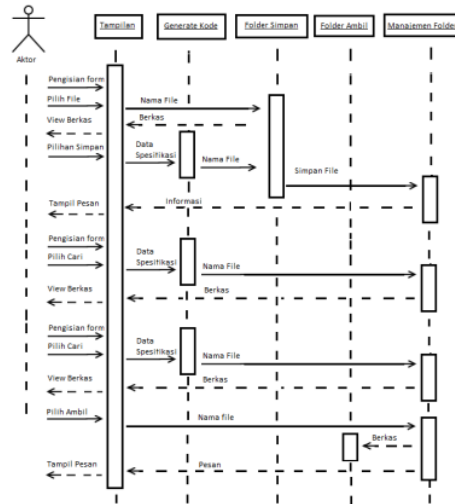 Tampilan
Generate Kode
Folder Simpan
Folder Ambil
Manajemen Folder
Aktor
Pengisian form
Pilih File
Nama File
Berkas
View Berkas
Pilihan Simpan
Data
Spesifikasi
Nama File
Simpan File
Informasi
Tampil Pesan
Pengisian form
Pilih Cari
Data
Spesifikasi
Nama File
Berkas
View Berkas
Pengisian form
Pilih Cari
Data
Spesifikasi
Nama File
Berkas
View Berkas
Pilih Ambil
Nama file
Berkas
Pesan
Tampil Pesan